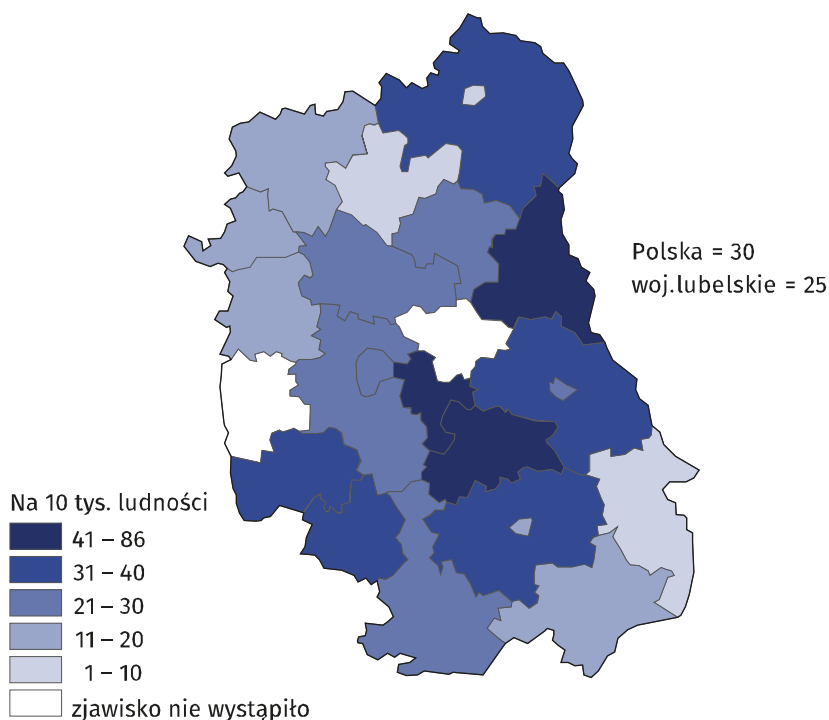 Polska = 30
woj.lubelskie = 25
Na 10 tys. ludności
41 – 86
31 – 40
21 – 30
11 – 20
1 – 10
zjawisko nie wystąpiło